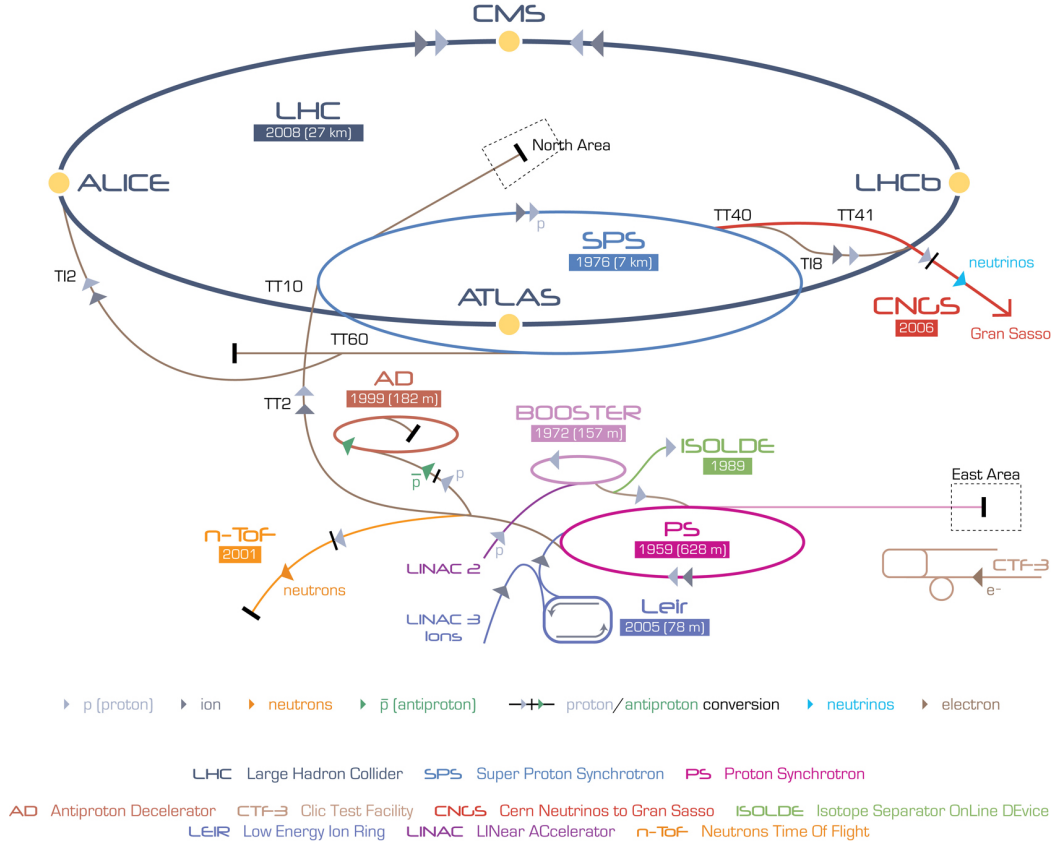 CMS
LHC
2008 (27 km)
North Area
ALICE
LHCb
TT40
TT41
p
SPS
1976 (7 km)
TI8
TI2
neutrinos
TT10
ATLAS
CNGS
2006
Gran Sasso
TT60
AD
1999 (182 m)
TT2
BOOSTER
1972 (157 m)
ISOLDE
1989
p̅
p
East Area
n-ToF
2001
PS
1959 (628 m)
p
LINAC 2
CTF-3
neutrons
e-
LINAC 3
Ions
Leir
2005 (78 m)
p (proton) ion neutrons p̅ (antiproton) proton/antiproton conversion neutrinos electron
LHC Large Hadron Collider SPS Super Proton Synchrotron PS Proton Synchrotron
AD Antiproton Decelerator CTF-3 Clic Test Facility CNGS Cern Neutrinos to Gran Sasso ISOLDE Isotope Separator OnLine DEvice
LEIR Low Energy Ion Ring LINAC LINear ACcelerator n-ToF Neutrons Time Of Flight